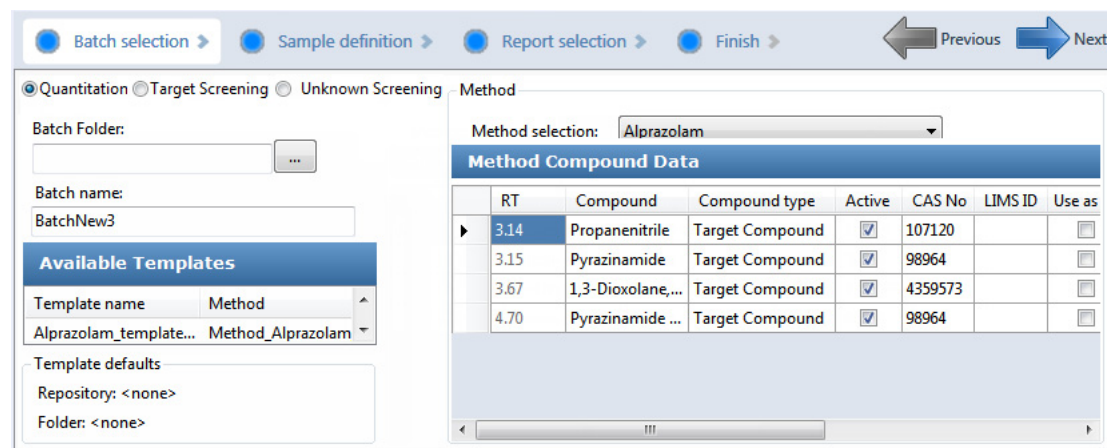 Batch selection Sample definition Report selection Finish Previous Next
Quantitation Target Screening Unknown Screening
Batch Folder:
...
Batch name:
BatchNew3
Available Templates
Template name Method
Alprazolam_template... Method_Alprazolam
Template defaults
Repository: <none>
Folder: <none>
Method
Method selection: Alprazolam
Method Compound Data
RT Compound Compound type Active CAS No LIMS ID Use as
3.14 Propanenitrile Target Compound 107120
3.15 Pyrazinamide Target Compound 98964
3.67 1,3-Dioxolane,... Target Compound 4359573
4.70 Pyrazinamide ... Target Compound 98964